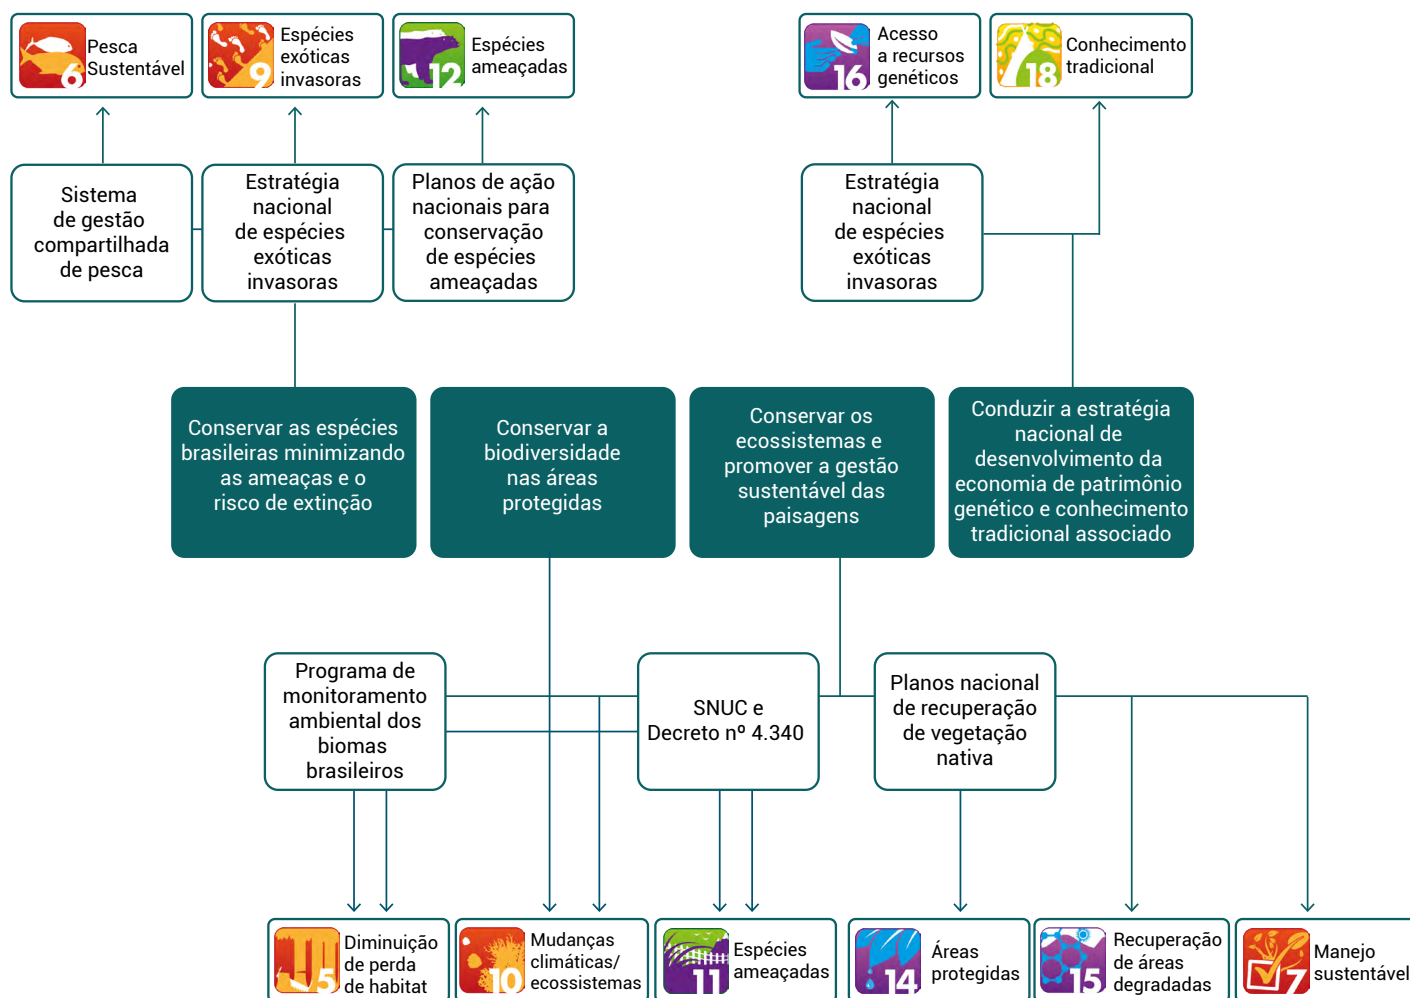 6
Pesca
Sustentável
9
Espécies
exóticas
invasoras
12
Espécies
ameaçadas
16
Acesso
a recursos
genéticos
18
Conhecimento
tradicional
Sistema
de gestão
compartilhada
de pesca
Estratégia
nacional
de espécies
exóticas
invasoras
Planos de ação
nacionais para
conservação
de espécies
ameaçadas
Estratégia
nacional
de espécies
exóticas
invasoras
Conservar as espécies
brasileiras minimizando
as ameaças e o
risco de extinção
Conservar a
biodiversidade
nas áreas
protegidas
Conservar os
ecossistemas e
promover a gestão
sustentável das
paisagens
Conduzir a estratégia
nacional de
desenvolvimento da
economia de patrimônio
genético e conhecimento
tradicional associado
Programa de
monitoramento
ambiental dos
biomas
brasileiros
SNUC e
Decreto nº 4.340
Planos nacional
de recuperação
de vegetação
nativa
5
Diminuição
de perda
de habitat
10
Mudanças
climáticas/
ecossistemas
11
Espécies
ameaçadas
14
Áreas
protegidas
15
Recuperação
de áreas
degradadas
7
Manejo
sustentável